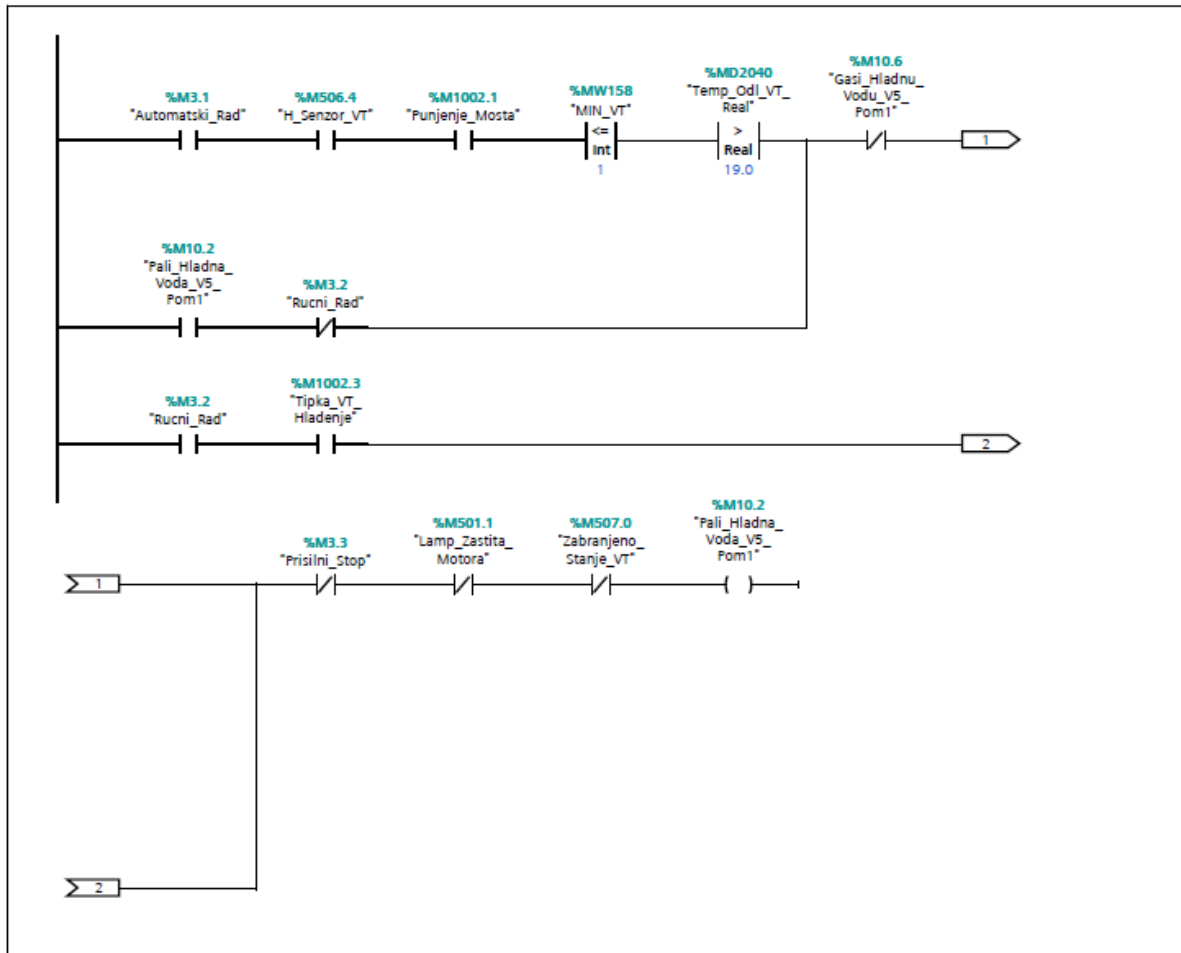 %M3.1
"Automatski_Rad"
%M506.4
"H_Senzor_VT"
%M1002.1
"Punjenje_Mosta"
%MW158
"MIN_VT"
<=
Int
1
%MD2040
"Temp_Odl_VT_
Real"
>
Real
19.0
%M10.6
"Gasi_Hladnu_
Vodu_V5_
Pom1"
1
%M10.2
"Pali_Hladna_
Voda_V5_
Pom1"
%M3.2
"Rucni_Rad"
%M3.2
"Rucni_Rad"
%M1002.3
"Tipka_VT_
Hladenje"
2
1
%M3.3
"Prisilni_Stop"
%M501.1
"Lamp_Zastita_
Motora"
%M507.0
"Zabranjeno_
Stanje_VT"
%M10.2
"Pali_Hladna_
Voda_V5_
Pom1"
2